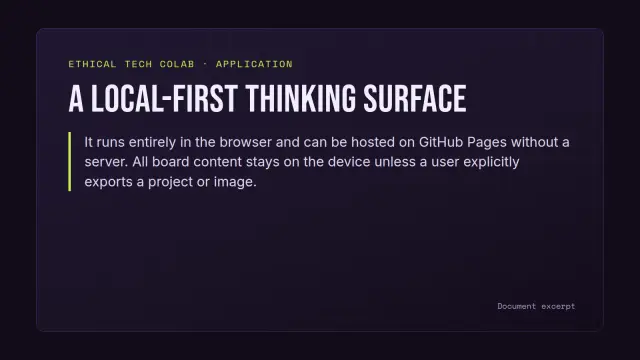 ETHICAL TECH COLAB · APPLICATION
A LOCAL-FIRST THINKING SURFACE
It runs entirely in the browser and can be hosted on GitHub Pages without a
server. All board content stays on the device unless a user explicitly
exports a project or image.
Document excerpt